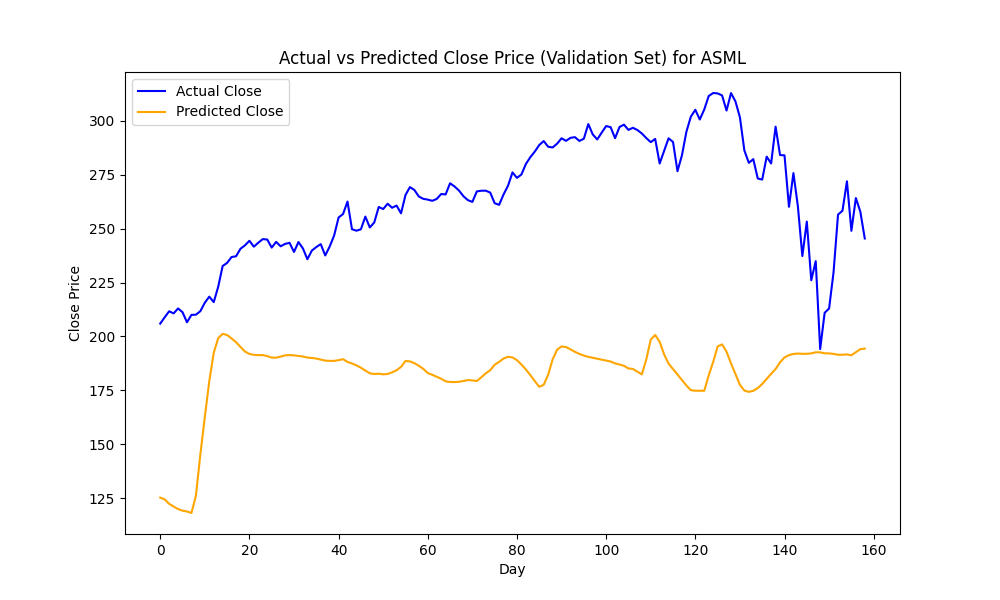 Actual vs Predicted Close Price (Validation Set) for ASML
Actual Close
Predicted Close
Close Price
300
275
250
225
200
175
150
125
0 20 40 60 80 100 120 140 160
Day